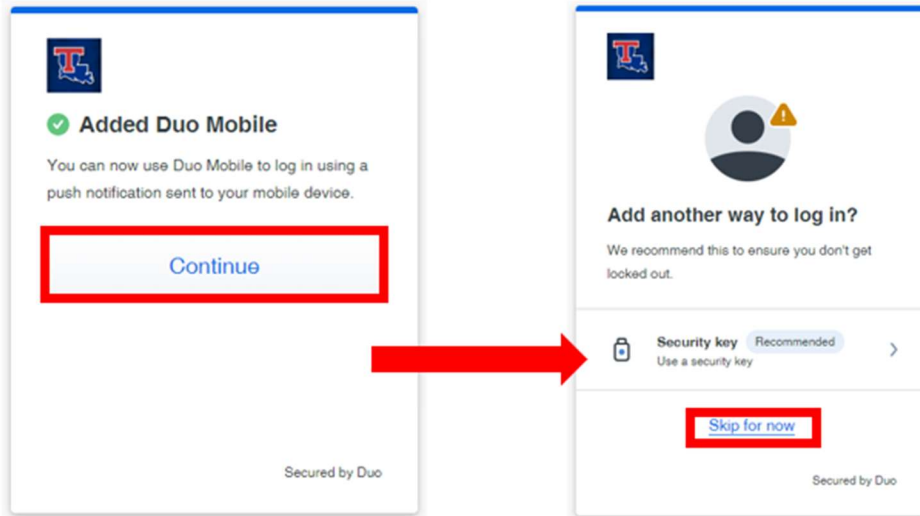 T
Added Duo Mobile
You can now use Duo Mobile to log in using a
push notification sent to your mobile device.
Continue
Secured by Duo
T
Add another way to log in?
We recommend this to ensure you don't get
locked out.
Security key Recommended
Use a security key
Skip for now
Secured by Duo